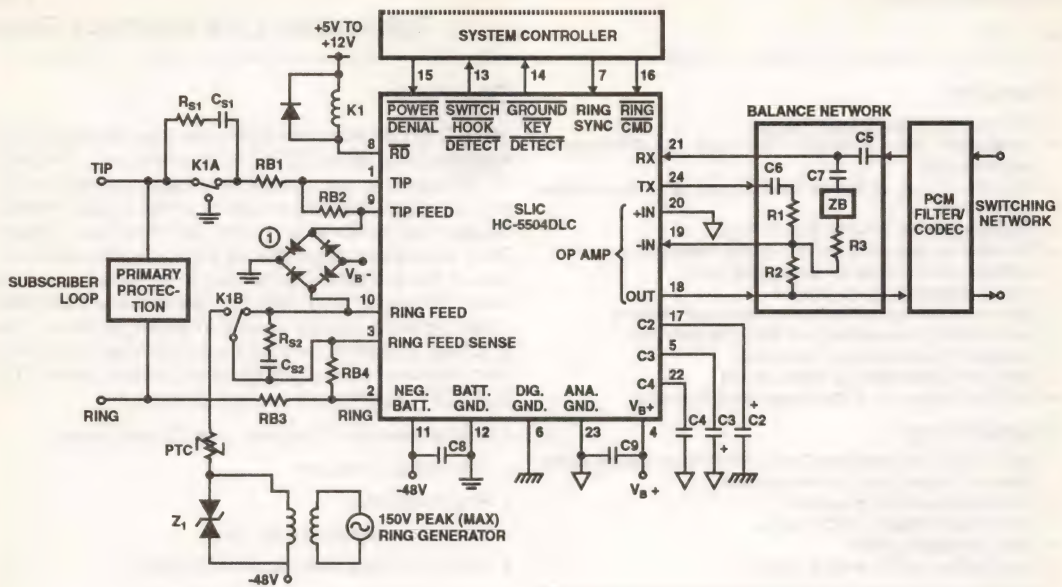 SYSTEM CONTROLLER
+5V TO
+12V
15
13
14
7
16
K1
RS1
CS1
POWER
DENIAL
SWITCH
HOOK
DETECT
GROUND
KEY
DETECT
RING
SYNC
RING
CMD
BALANCE NETWORK
8
RD
K1A
RB1
TIP
1
TIP
RB2
9
TIP FEED
RX
21
C5
TX
24
C6
C7
ZB
R1
R3
R2
SLIC
HC-5504DLC
+IN
20
-IN
19
OP AMP
OUT
18
PCM
FILTER/
CODEC
SWITCHING
NETWORK
1
VB-
SUBSCRIBER
LOOP
PRIMARY
PROTEC-
TION
K1B
10
RING FEED
3
RING FEED SENSE
RS2
CS2
RB4
C2
17
C3
5
C4
22
RING
RB3
2
RING
NEG.
BATT.
BATT.
GND.
DIG.
GND.
ANA.
GND.
VB+
11
12
6
23
4
C8
C9
C4
C3
+
C2
+
-48V
VB+
PTC
Z1
150V PEAK (MAX)
RING GENERATOR
-48V